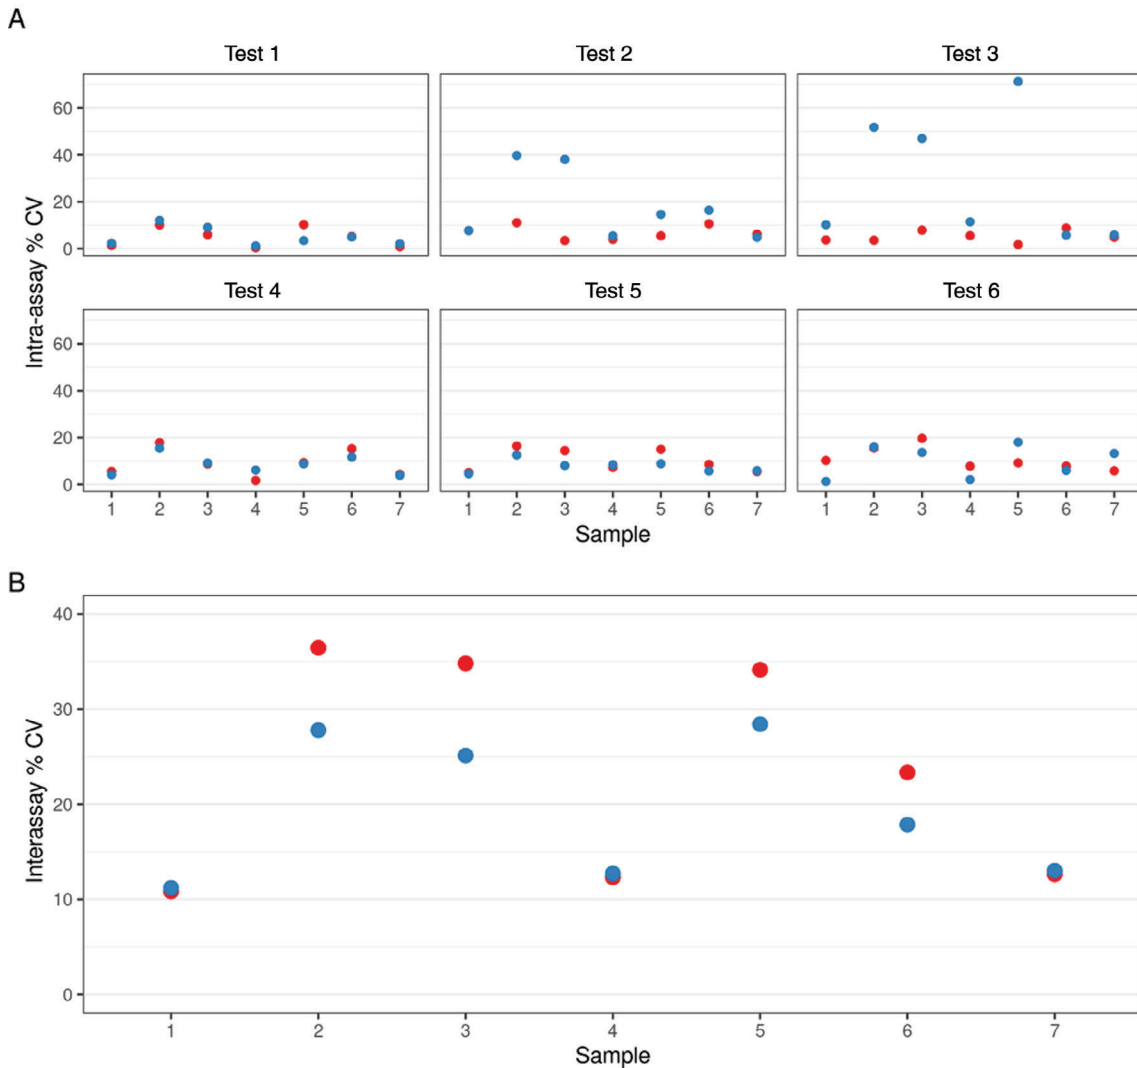 A
Test 1 Test 2 Test 3
60
40
20
0
Intra-assay % CV
Test 4 Test 5 Test 6
60
40
20
0
1 2 3 4 5 6 7 1 2 3 4 5 6 7 1 2 3 4 5 6 7
Sample
B
40
30
20
10
0
Interassay % CV
1 2 3 4 5 6 7
Sample